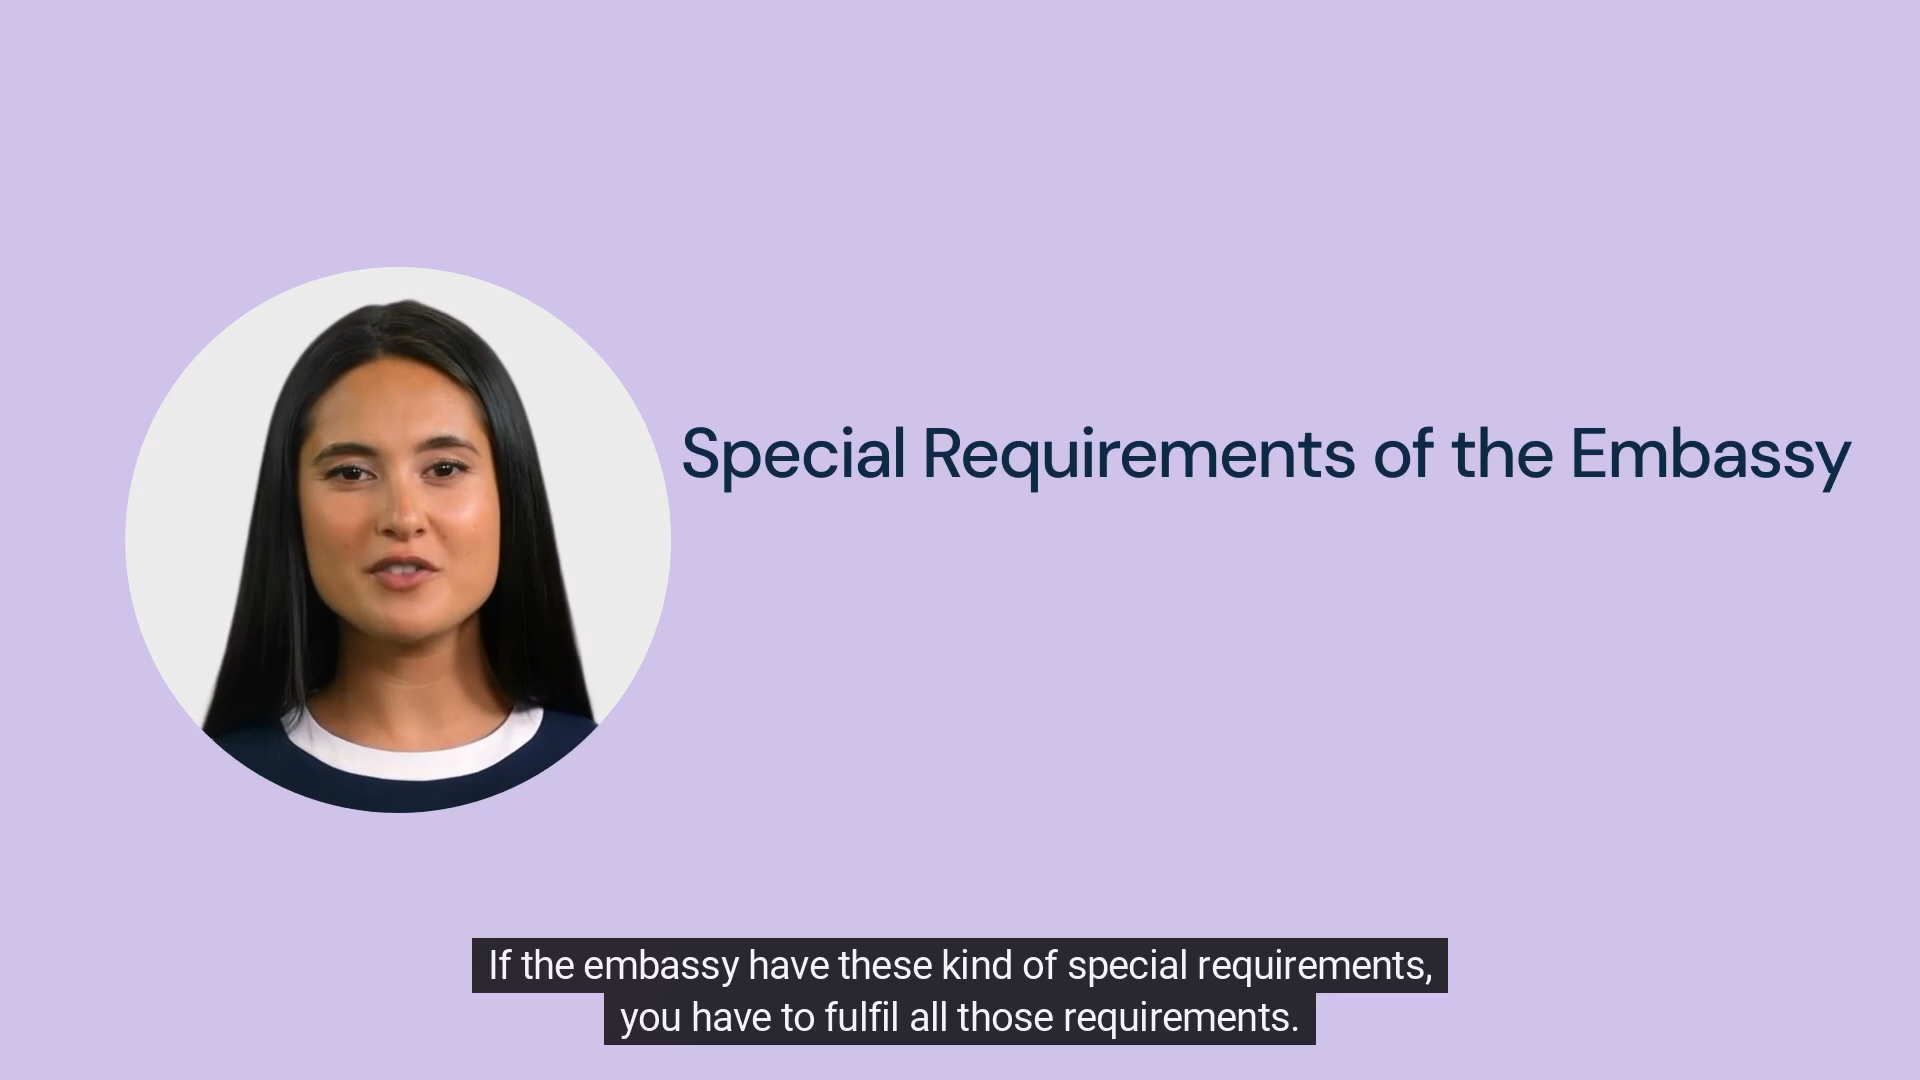 Special Requirements of the Embassy
If the embassy have these kind of special requirements,
you have to fulfil all those requirements.